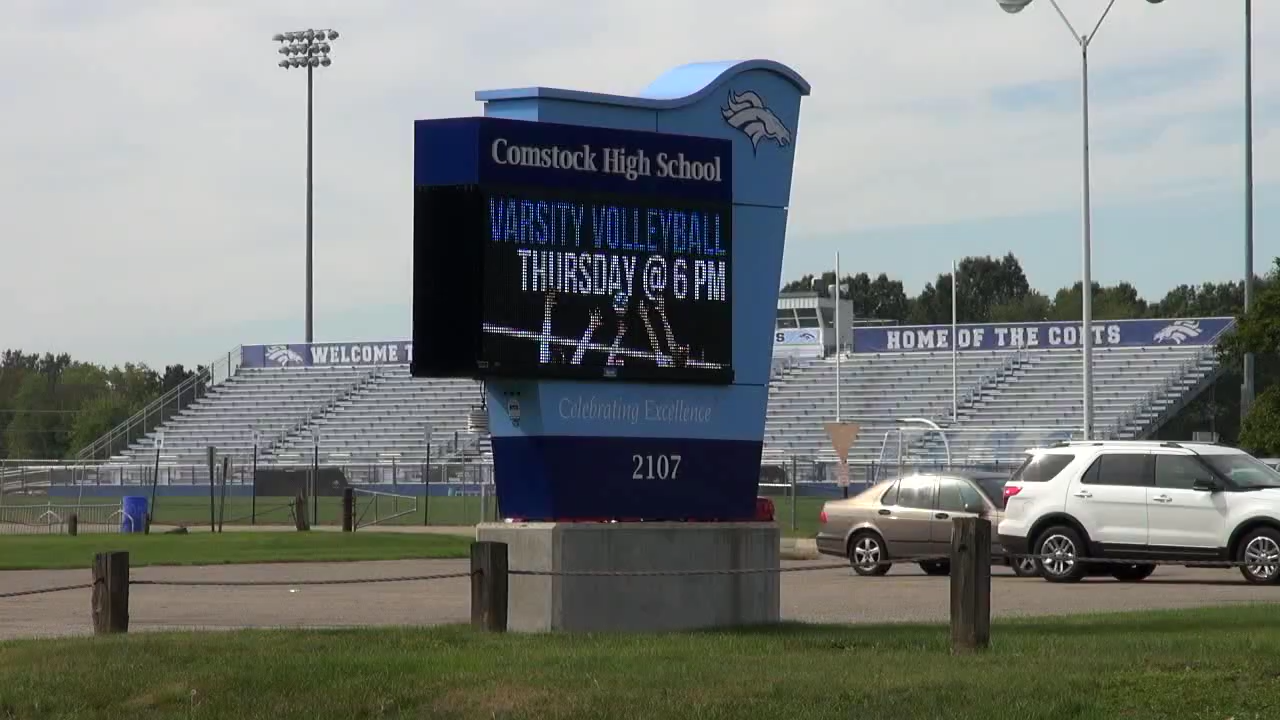 Comstock High School
VARSITY VOLLEYBALL
THURSDAY @ 6 PM
WELCOME
S
HOME OF THE COLTS
Celebrating Excellence
2107